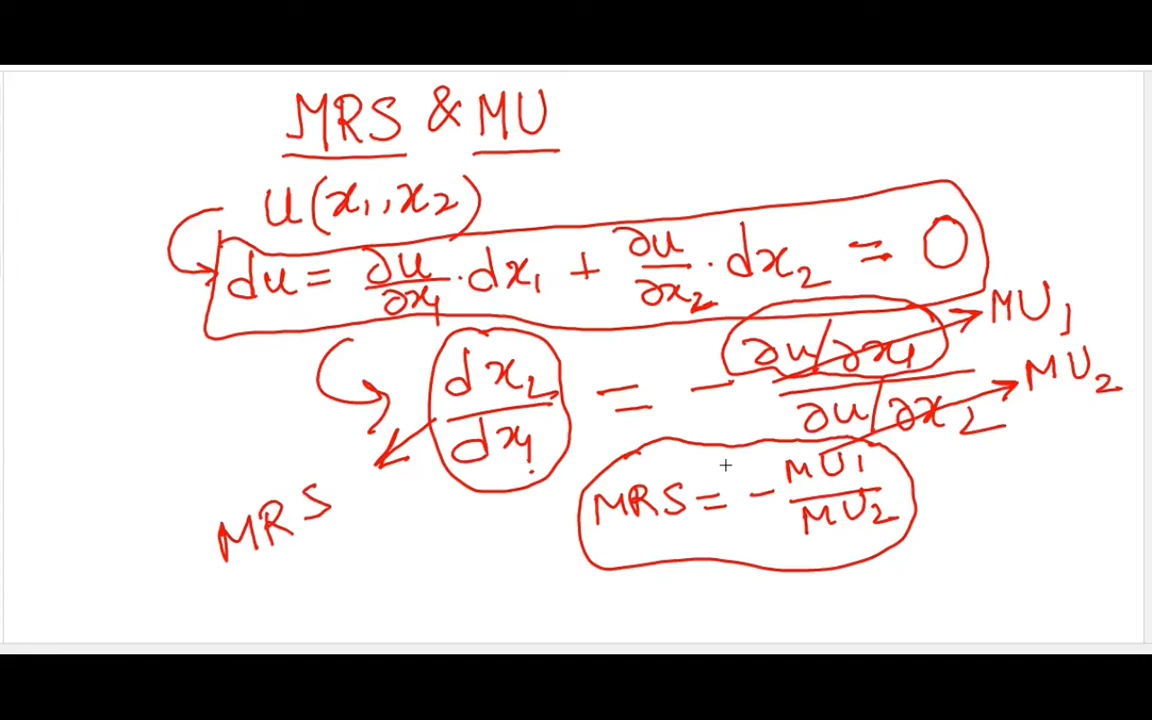 MRS & MU
U(x₁, x₂)
du = ∂u/∂x₁ · dx₁ + ∂u/∂x₂ · dx₂ = 0
dx₂/dx₁ = - (∂u/∂x₁)/(∂u/∂x₂)
MU₁
MU₂
MRS = - MU₁/MU₂
MRS